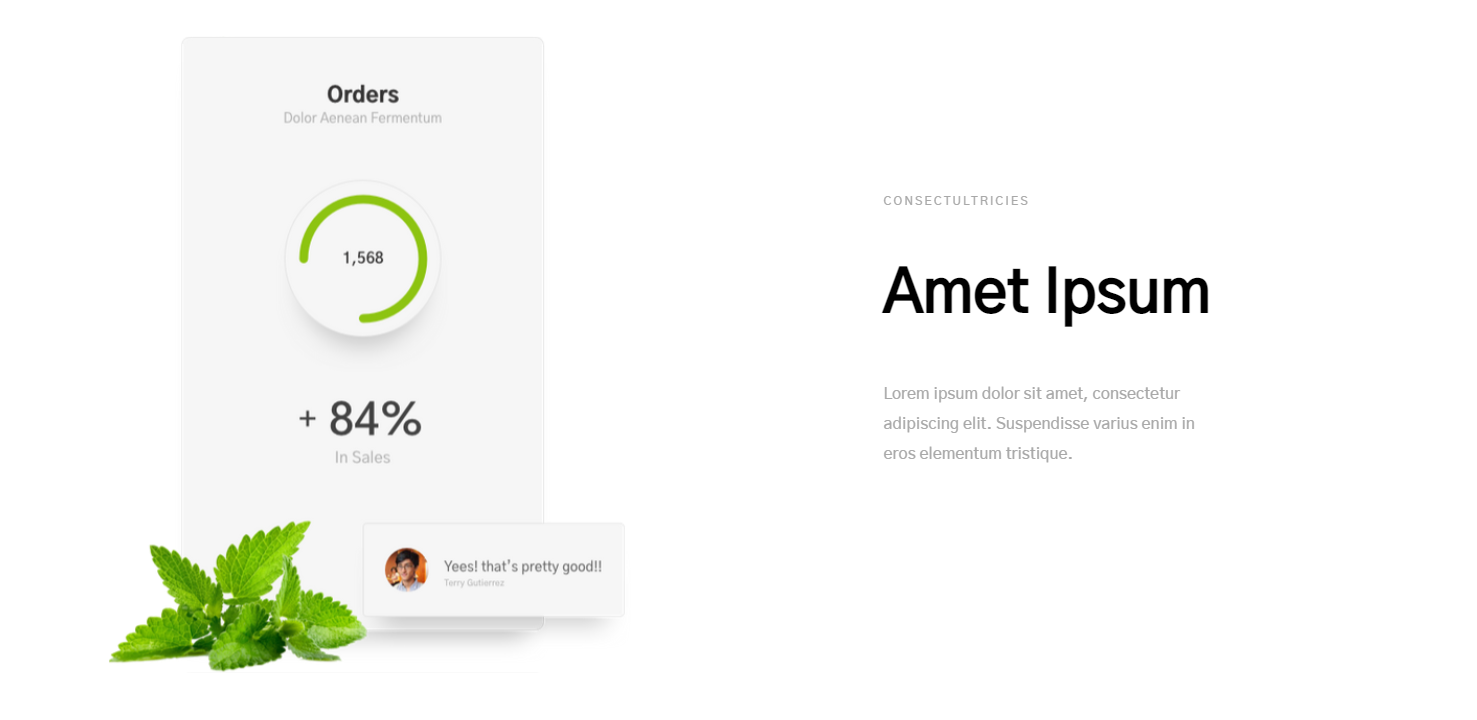 Orders
Dolor Aenean Fermentum
1,568
+ 84%
In Sales
Yees! that's pretty good!!
Terry Gutierrez
CONSECTULTRICIES
Amet Ipsum
Lorem ipsum dolor sit amet, consectetur
adipiscing elit. Suspendisse varius enim in
eros elementum tristique.